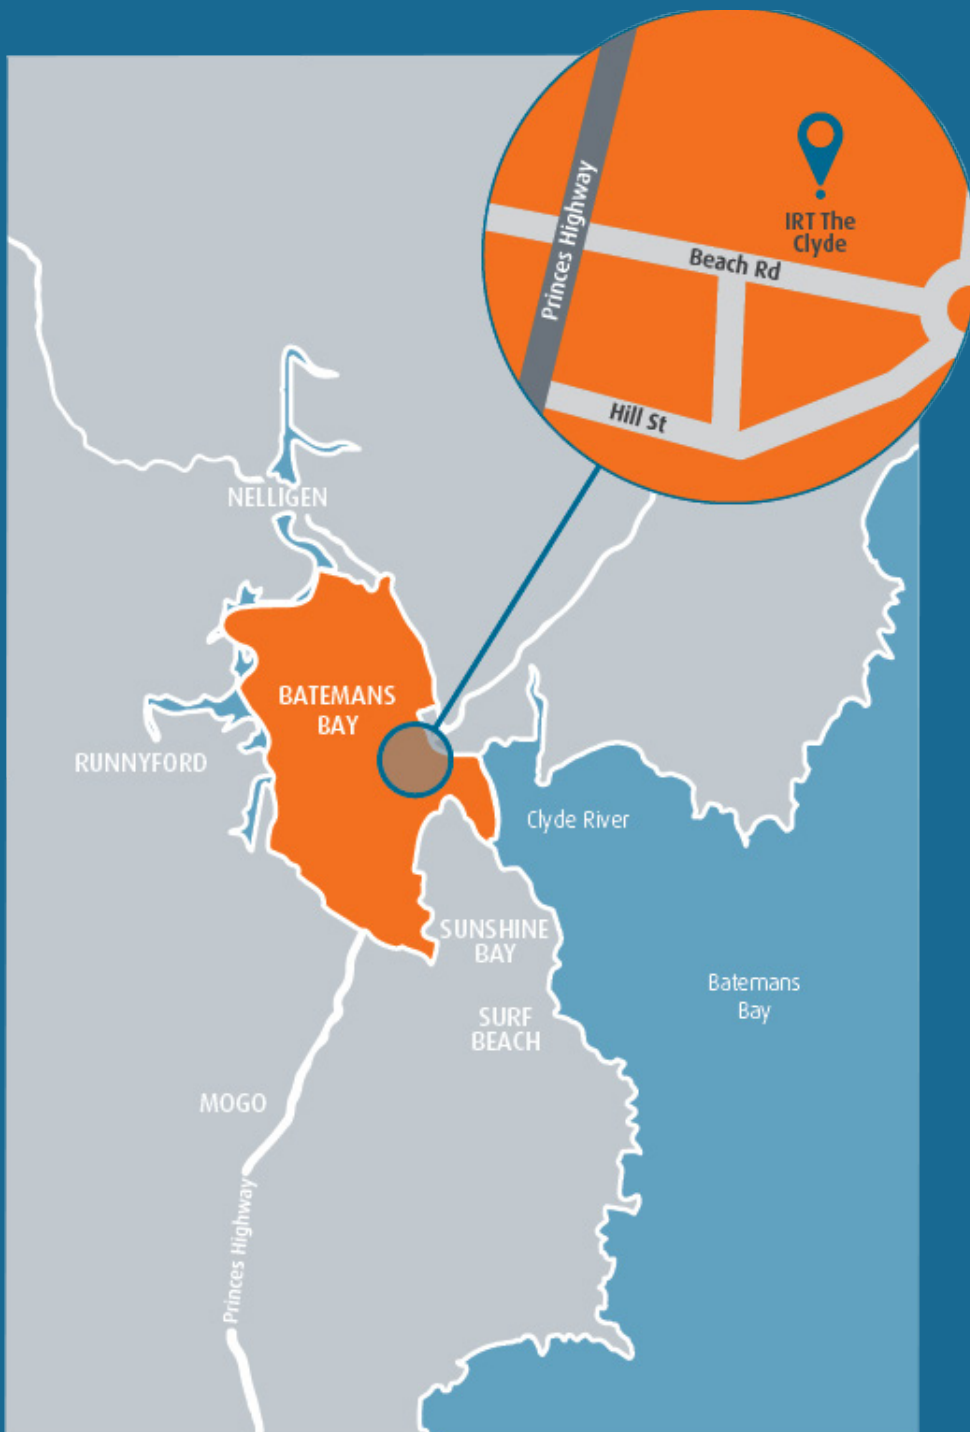 Princes Highway
IRT The
Clyde
Beach Rd
Hill St
NELLIGEN
BATEMANS
BAY
RUNNYFORD
Clyde River
SUNSHINE
BAY
Batemans
Bay
SURF
BEACH
MOGO
Princes Highway